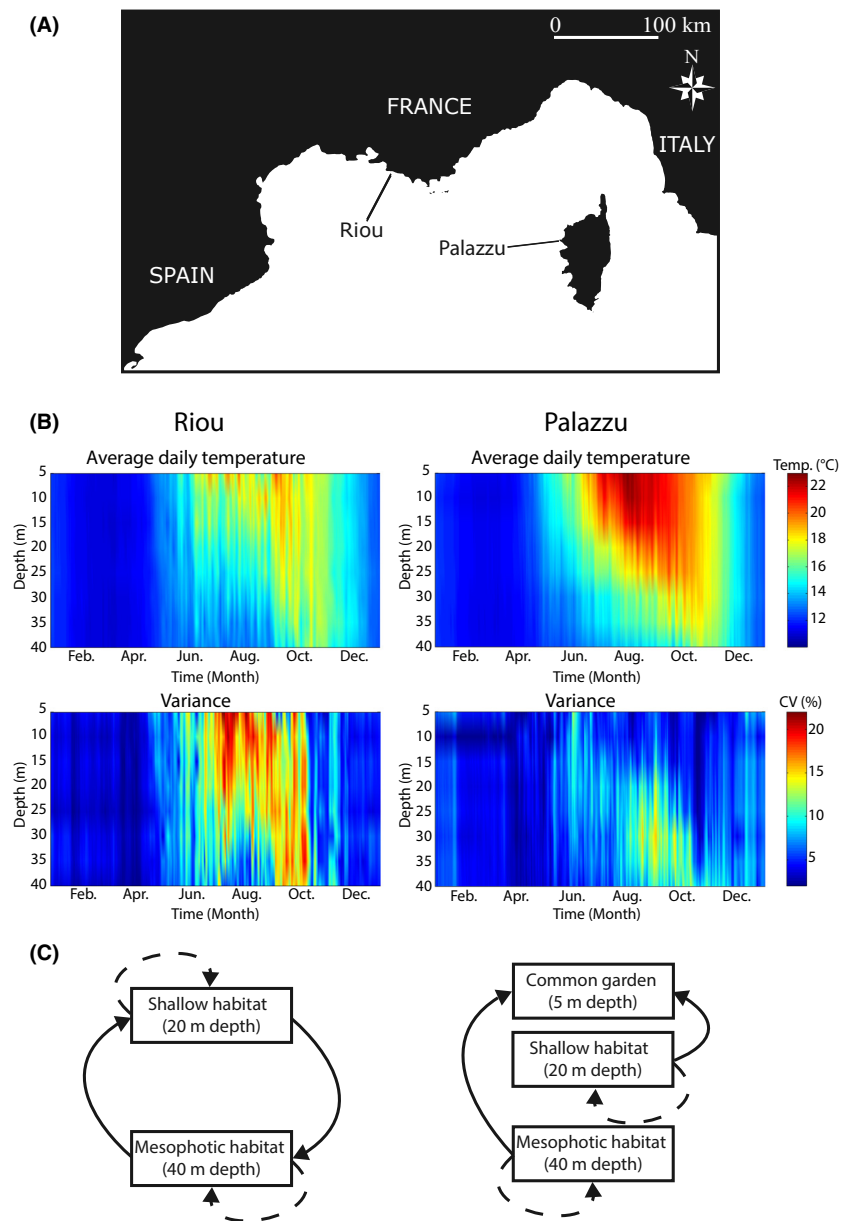 (A)
0 100 km
N
FRANCE
ITALY
Riou
Palazzu
SPAIN
(B)
Riou
Average daily temperature
5
10
15
20
25
30
35
40
Depth (m)
Feb. Apr. Jun. Aug. Oct. Dec.
Time (Month)
Palazzu
Average daily temperature
5
10
15
20
25
30
35
40
Depth (m)
Feb. Apr. Jun. Aug. Oct. Dec.
Time (Month)
Temp. (°C)
22
20
18
16
14
12
Variance
5
10
15
20
25
30
35
40
Depth (m)
Feb. Apr. Jun. Aug. Oct. Dec.
Time (Month)
Variance
5
10
15
20
25
30
35
40
Depth (m)
Feb. Apr. Jun. Aug. Oct. Dec.
Time (Month)
CV (%)
20
15
10
5
(C)
Shallow habitat
(20 m depth)
Mesophotic habitat
(40 m depth)
Common garden
(5 m depth)
Shallow habitat
(20 m depth)
Mesophotic habitat
(40 m depth)